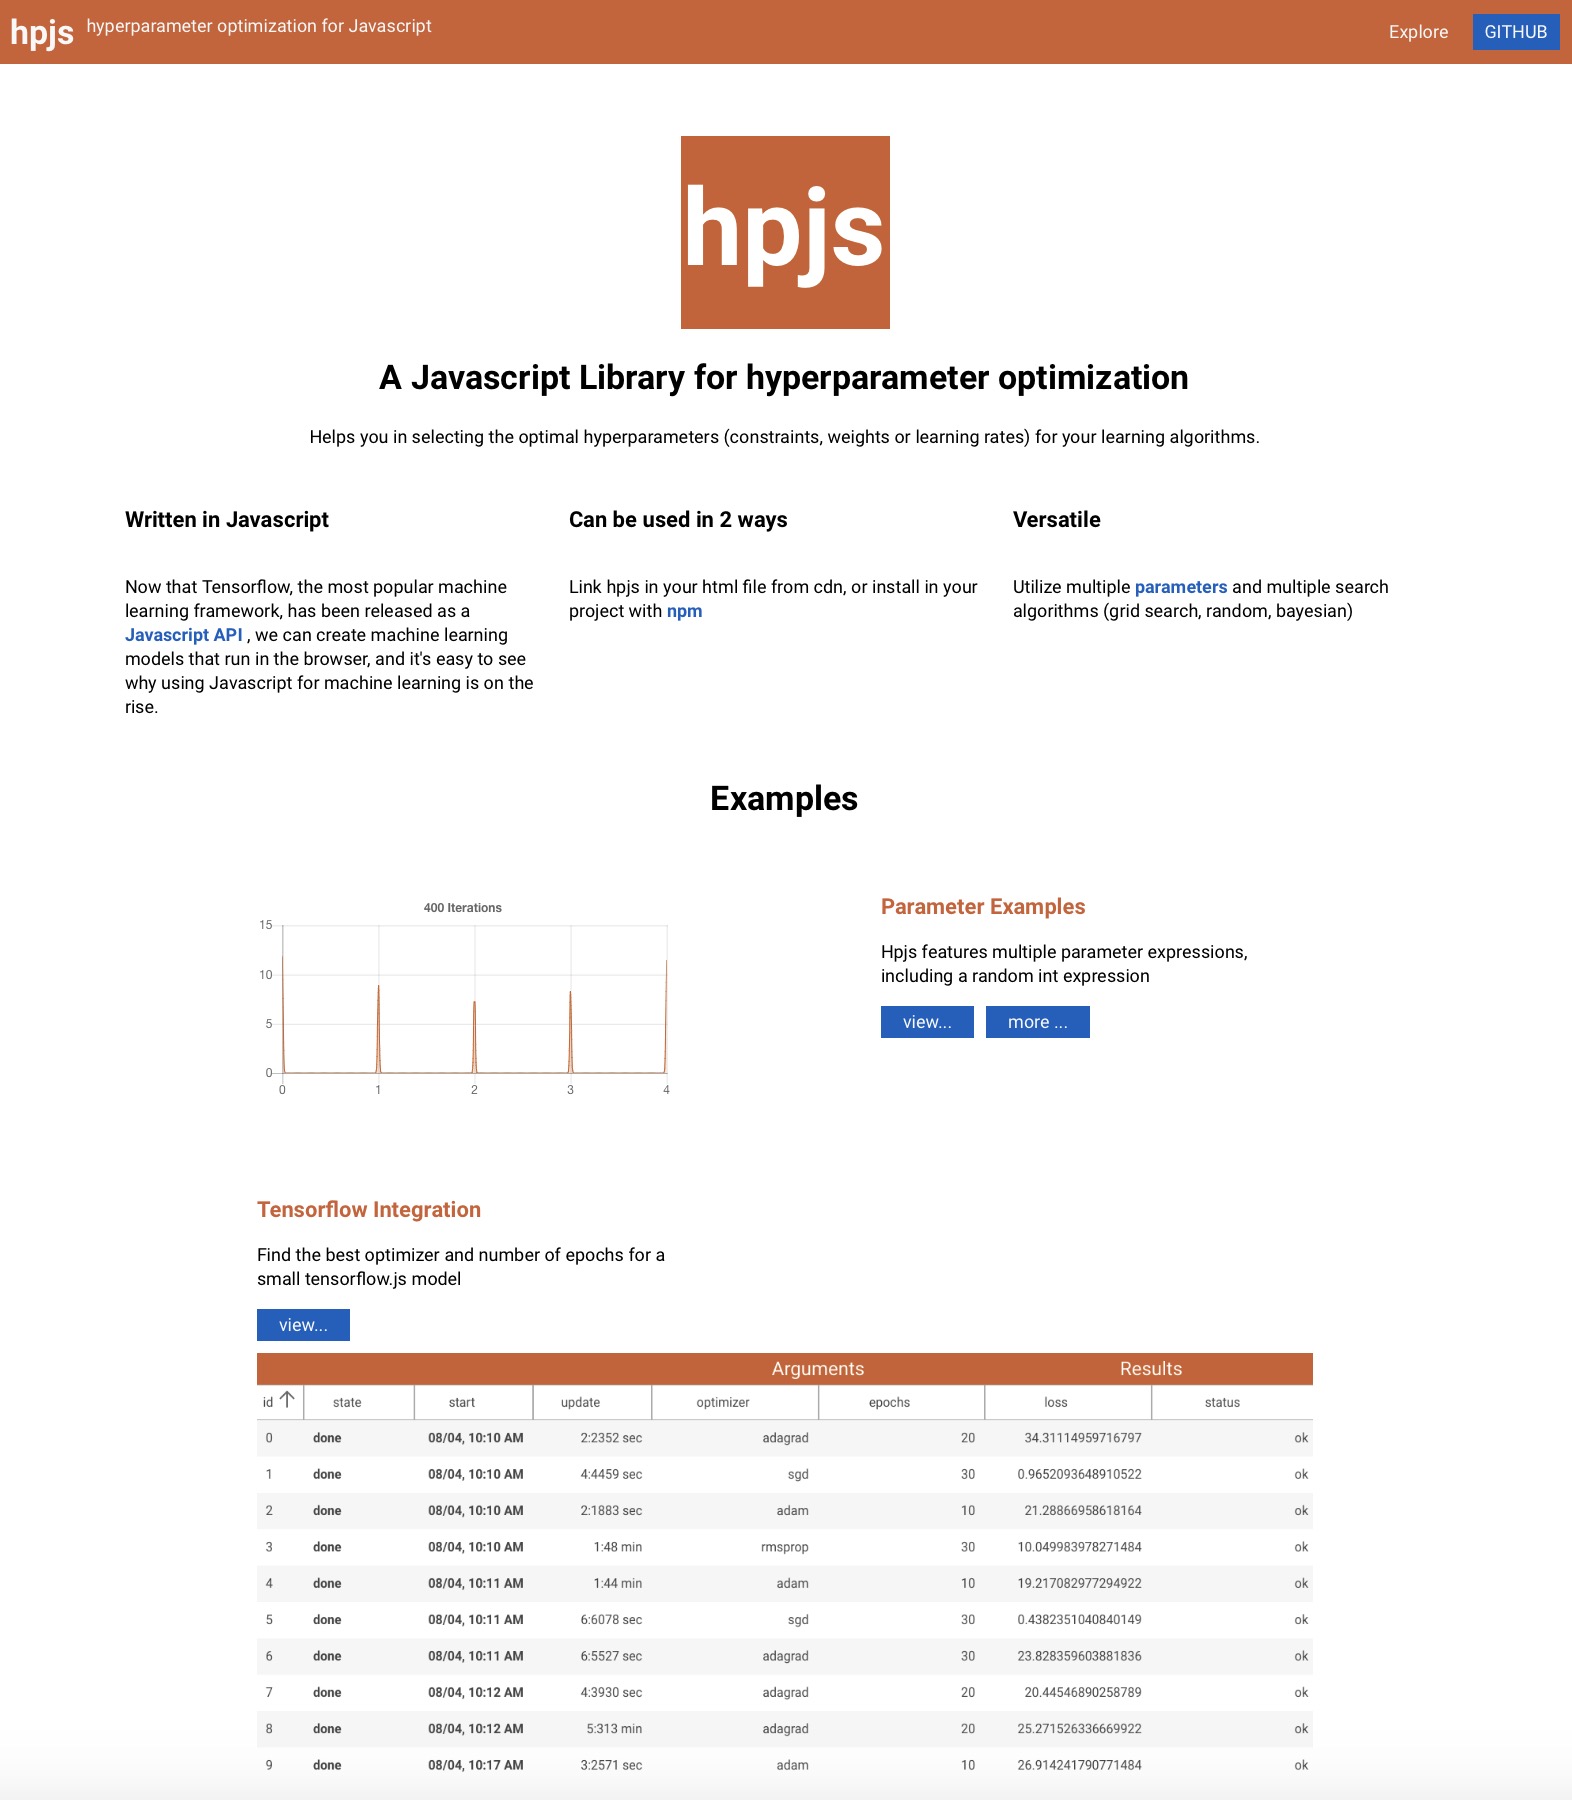 hpjs hyperparameter optimization for Javascript Explore GITHUB
hpjs
A Javascript Library for hyperparameter optimization
Helps you in selecting the optimal hyperparameters (constraints, weights or learning rates) for your learning algorithms.
Written in Javascript
Now that Tensorflow, the most popular machine
learning framework, has been released as a
Javascript API , we can create machine learning
models that run in the browser, and it's easy to see
why using Javascript for machine learning is on the
rise.
Can be used in 2 ways
Link hpjs in your html file from cdn, or install in your
project with npm
Versatile
Utilize multiple parameters and multiple search
algorithms (grid search, random, bayesian)
Examples
400 Iterations
15
10
5
0
0 1 2 3 4
Parameter Examples
Hpjs features multiple parameter expressions,
including a random int expression
view... more ...
Tensorflow Integration
Find the best optimizer and number of epochs for a
small tensorflow.js model
view...
Arguments Results
id state start update optimizer epochs loss status
0 done 08/04, 10:10 AM 2:2352 sec adagrad 20 34.31114959716797 ok
1 done 08/04, 10:10 AM 4:4459 sec sgd 30 0.9652093648910522 ok
2 done 08/04, 10:10 AM 2:1883 sec adam 10 21.28866958618164 ok
3 done 08/04, 10:10 AM 1:48 min rmsprop 30 10.049983978271484 ok
4 done 08/04, 10:11 AM 1:44 min adam 10 19.217082977294922 ok
5 done 08/04, 10:11 AM 6:6078 sec sgd 30 0.4382351040840149 ok
6 done 08/04, 10:11 AM 6:5527 sec adagrad 30 23.828359603881836 ok
7 done 08/04, 10:12 AM 4:3930 sec adagrad 20 20.44546890258789 ok
8 done 08/04, 10:12 AM 5:313 min adagrad 20 25.271526336669922 ok
9 done 08/04, 10:17 AM 3:2571 sec adam 10 26.914241790771484 ok